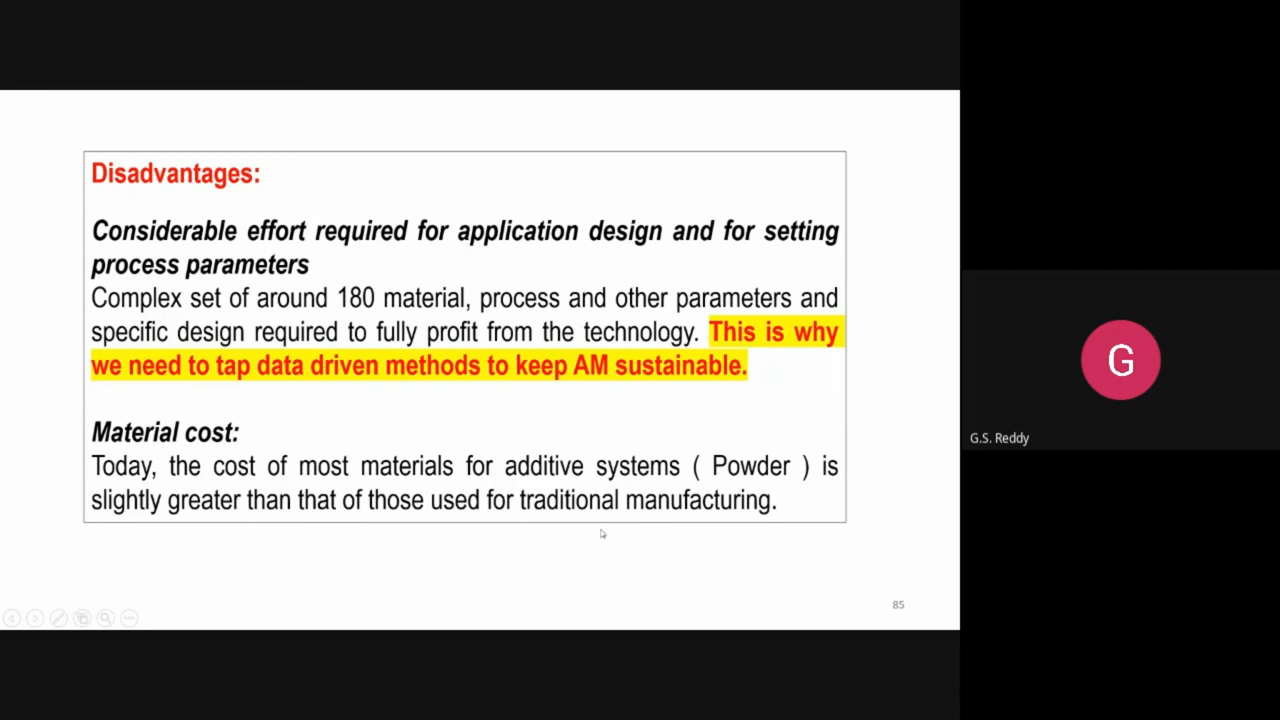 Disadvantages:
Considerable effort required for application design and for setting
process parameters
Complex set of around 180 material, process and other parameters and
specific design required to fully profit from the technology. This is why
we need to tap data driven methods to keep AM sustainable.
Material cost:
Today, the cost of most materials for additive systems ( Powder ) is
slightly greater than that of those used for traditional manufacturing.
85
G
G.S. Reddy